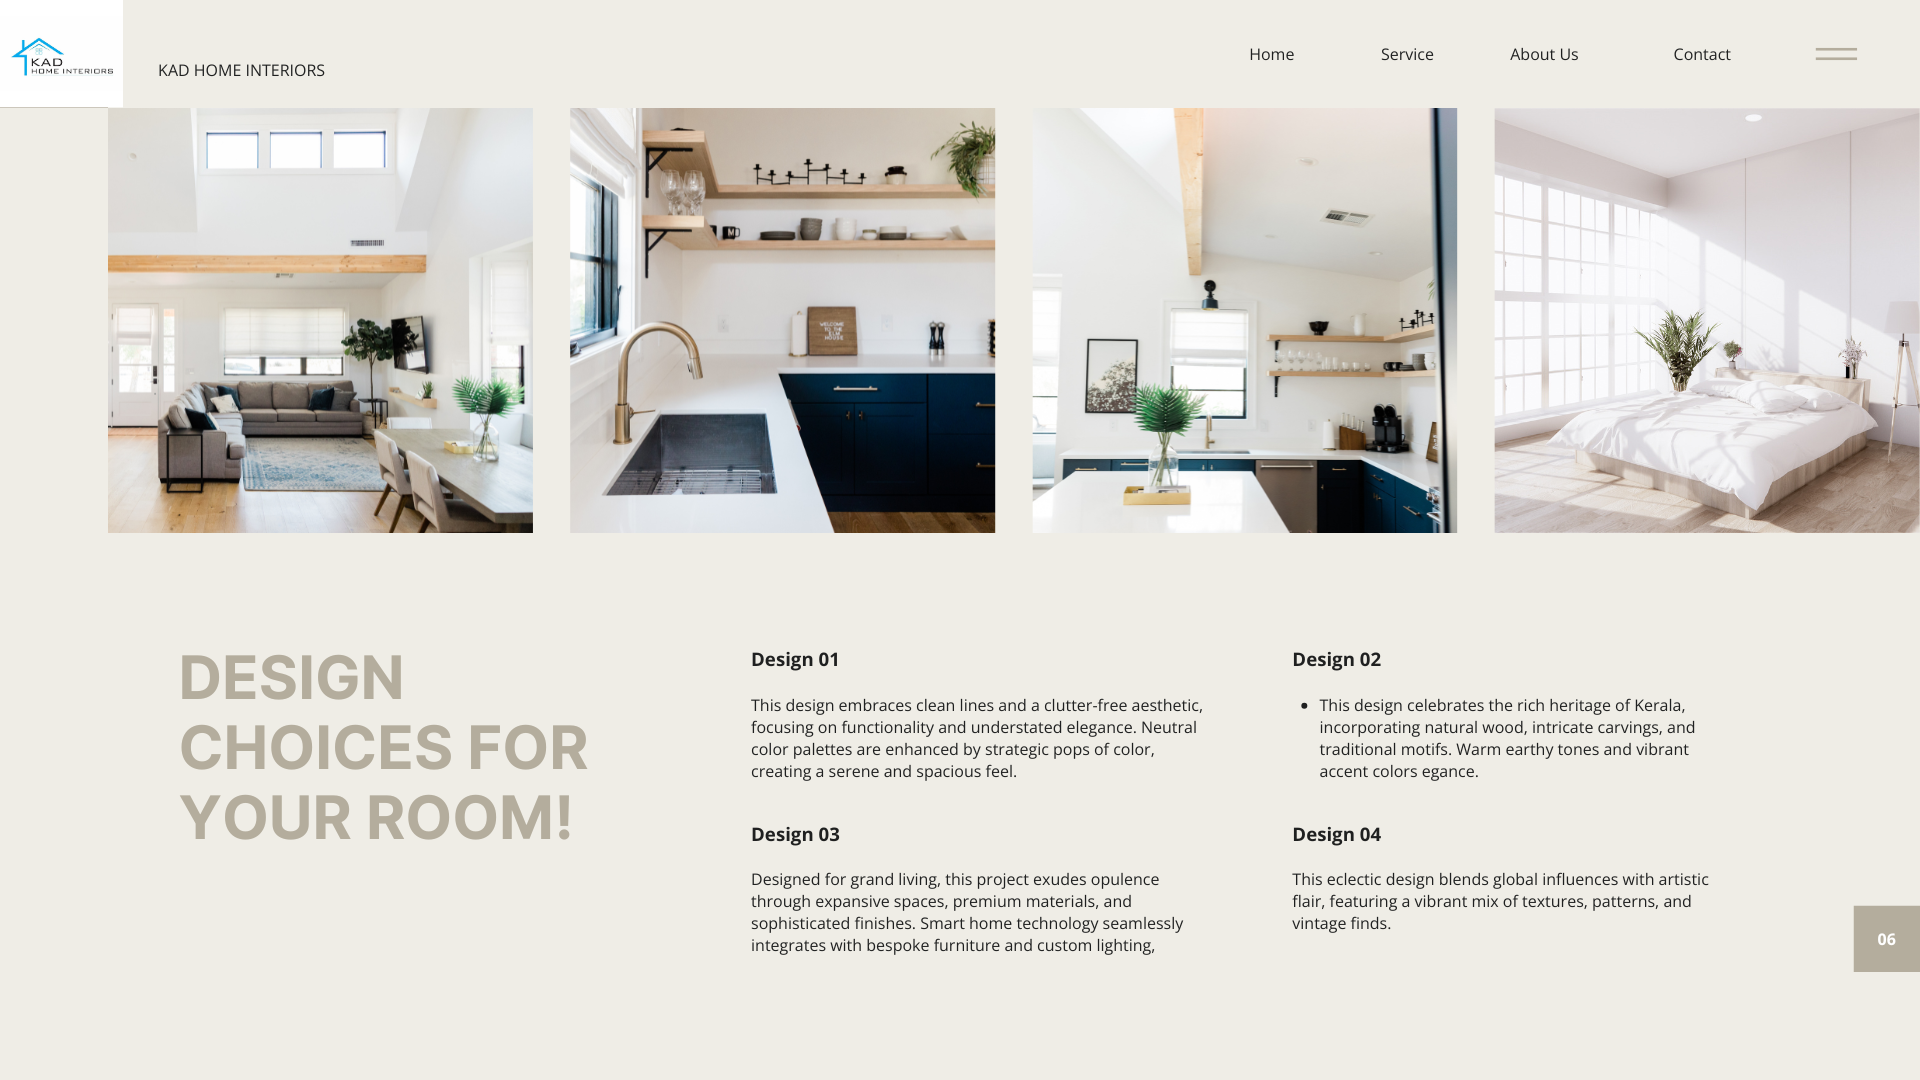 KAD
HOME INTERIORS
KAD HOME INTERIORS
Home
Service
About Us
Contact
WELCOME
TO THE
ELM
HOUSE
DESIGN
CHOICES FOR
YOUR ROOM!
Design 01
This design embraces clean lines and a clutter-free aesthetic,
focusing on functionality and understated elegance. Neutral
color palettes are enhanced by strategic pops of color,
creating a serene and spacious feel.
Design 02
• This design celebrates the rich heritage of Kerala,
incorporating natural wood, intricate carvings, and
traditional motifs. Warm earthy tones and vibrant
accent colors egance.
Design 03
Designed for grand living, this project exudes opulence
through expansive spaces, premium materials, and
sophisticated finishes. Smart home technology seamlessly
integrates with bespoke furniture and custom lighting,
Design 04
This eclectic design blends global influences with artistic
flair, featuring a vibrant mix of textures, patterns, and
vintage finds.
06